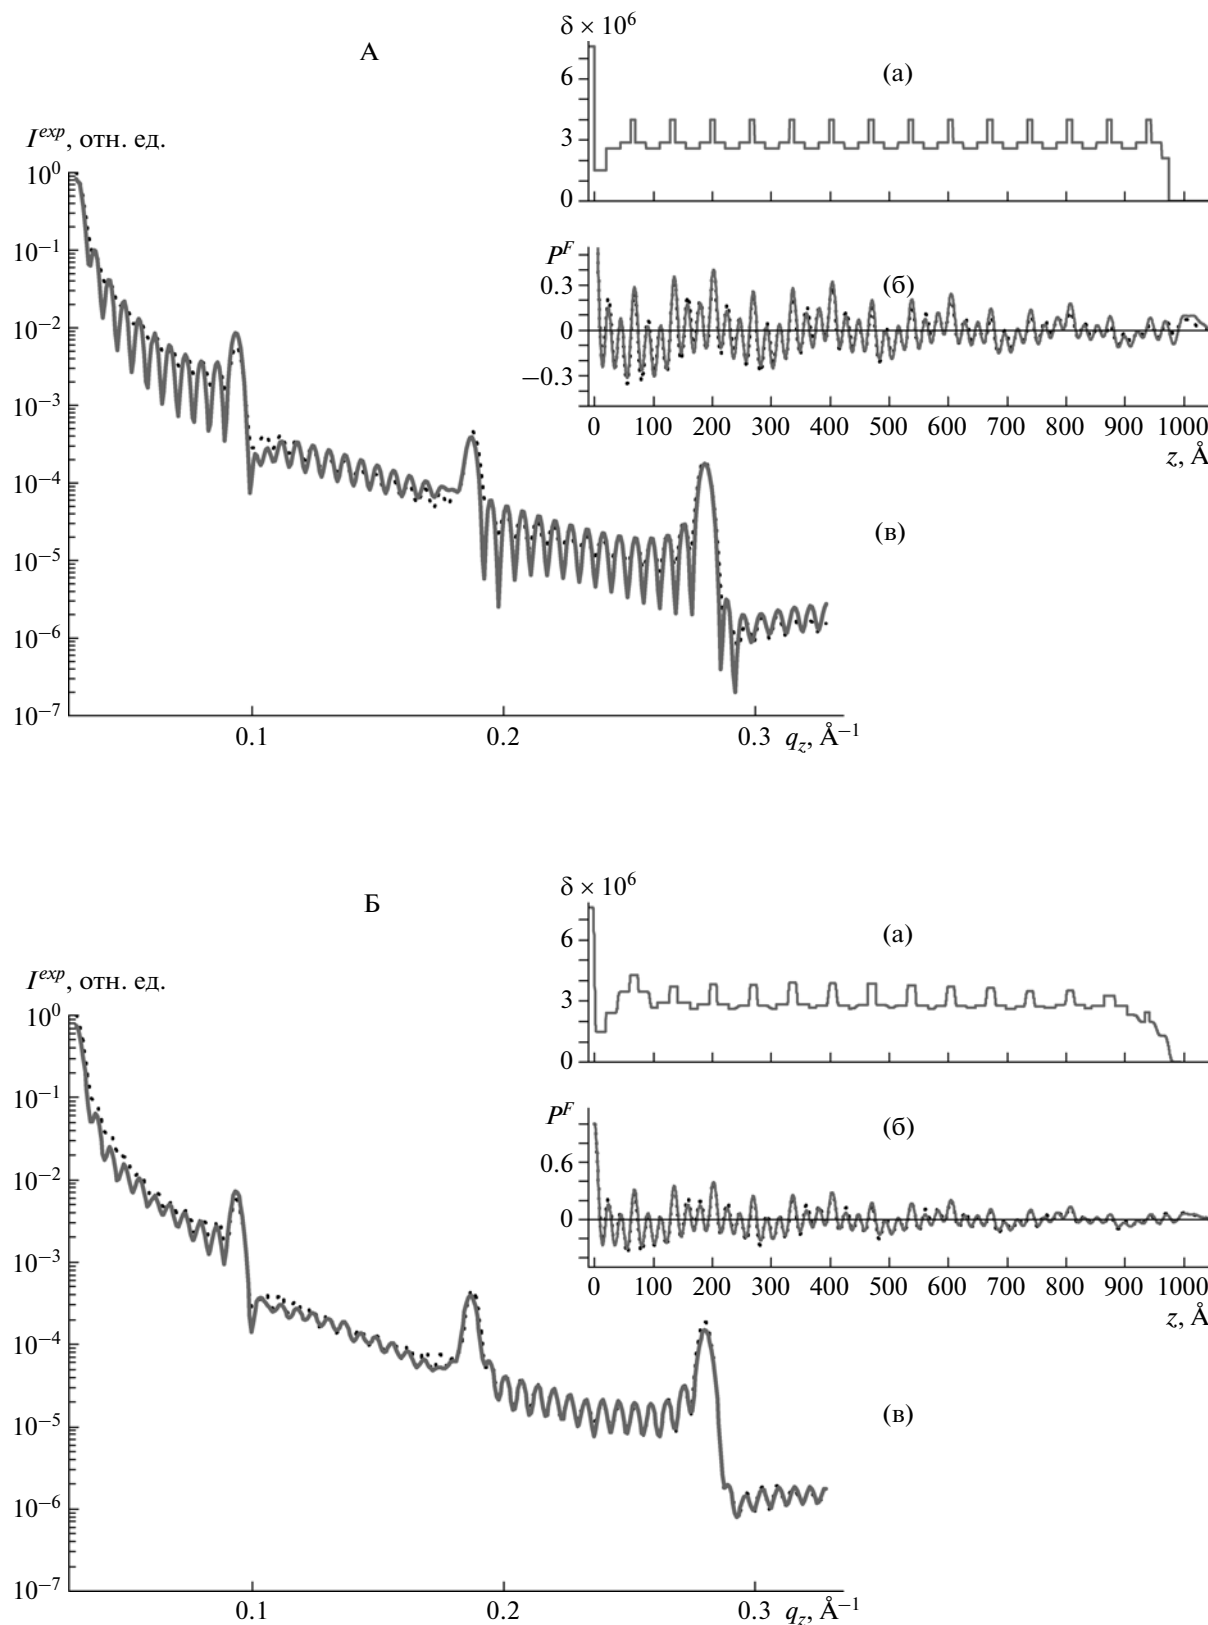 А
δ × 10⁶
6
3
0
(а)
Iᵉˣᵖ, отн. ед.
10⁰
10⁻¹
10⁻²
10⁻³
10⁻⁴
10⁻⁵
10⁻⁶
10⁻⁷
0.1
0.2
0.3
q_z, Å⁻¹
Pᶠ
0.3
0
−0.3
(б)
0 100 200 300 400 500 600 700 800 900 1000
z, Å
(в)
Б
δ × 10⁶
6
3
0
(а)
Iᵉˣᵖ, отн. ед.
10⁰
10⁻¹
10⁻²
10⁻³
10⁻⁴
10⁻⁵
10⁻⁶
10⁻⁷
0.1
0.2
0.3
q_z, Å⁻¹
Pᶠ
0.6
0
(б)
0 100 200 300 400 500 600 700 800 900 1000
z, Å
(в)